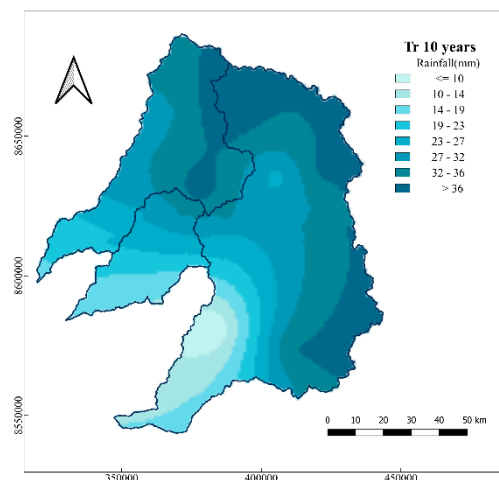 Tr 10 years
Rainfall(mm)
<= 10
10 - 14
14 - 19
19 - 23
23 - 27
27 - 32
32 - 36
> 36
8650000
8600000
8550000
0 10 20 30 40 50 km
350000 400000 450000